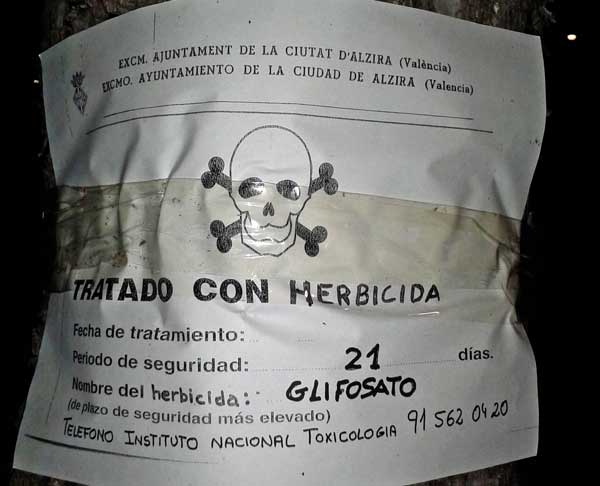 EXCM. AJUNTAMENT DE LA CIUTAT D'ALZIRA (València)
EXCMO. AYUNTAMIENTO DE LA CIUDAD DE ALZIRA (Valencia)
TRATADO CON HERBICIDA
Fecha de tratamiento:
Periodo de seguridad: 21 días.
Nombre del herbicida: GLIFOSATO
(de plazo de seguridad más elevado)
TELEFONO INSTITUTO NACIONAL TOXICOLOGIA 91 562 04 20